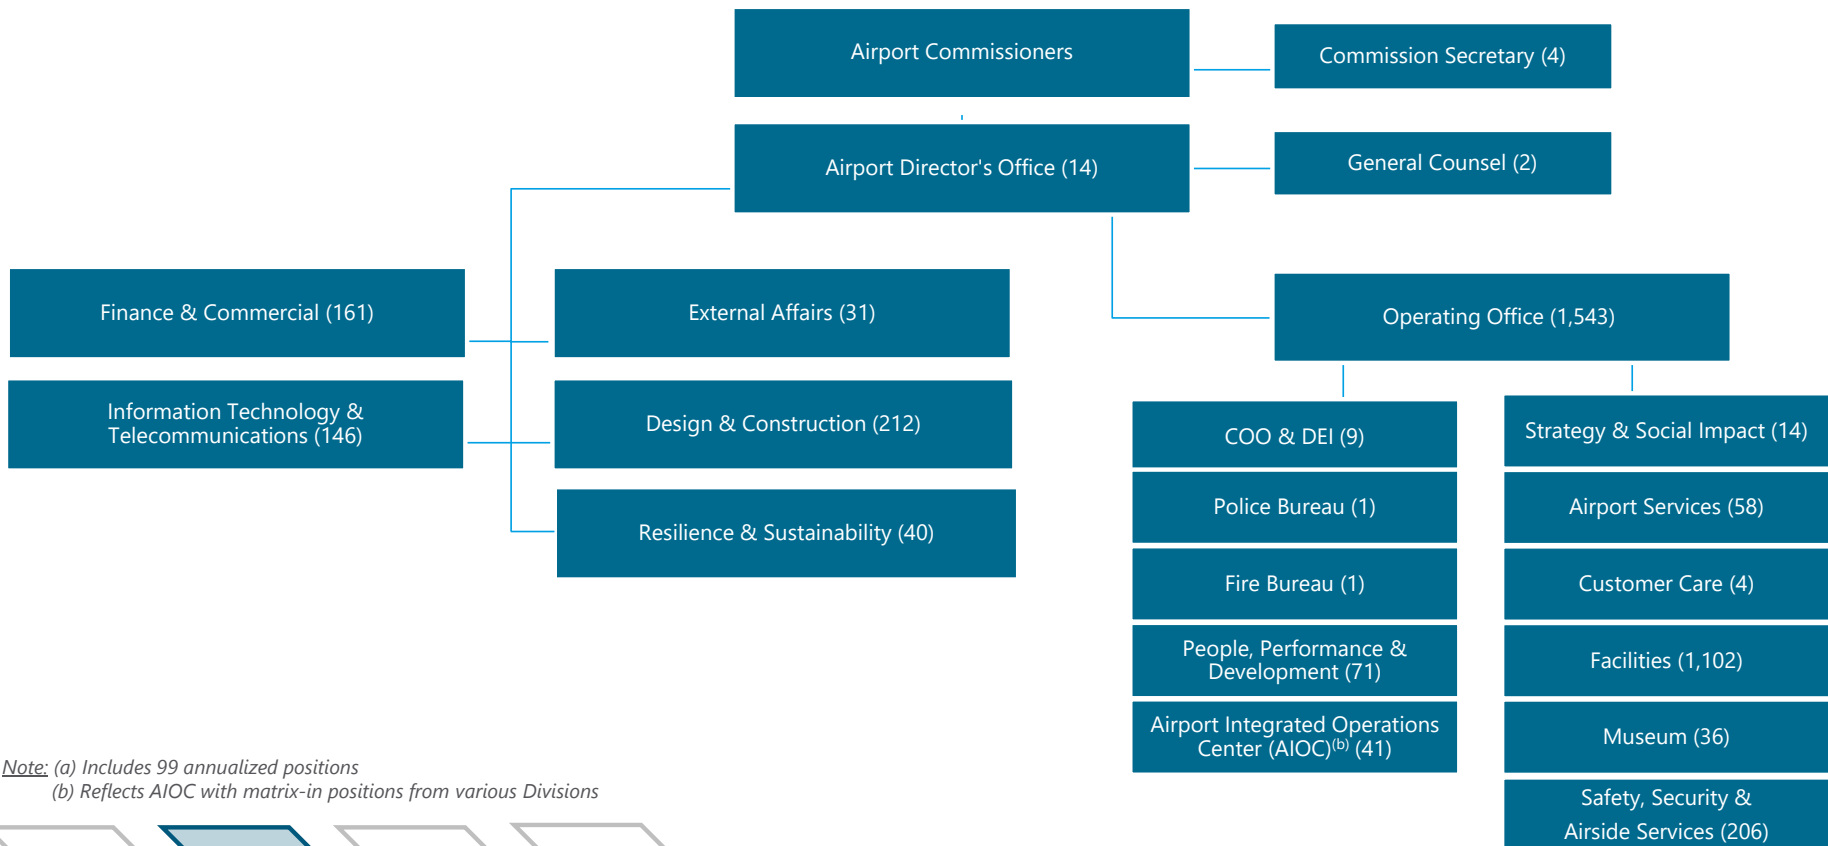 Airport Commissioners
Commission Secretary (4)
Airport Director's Office (14)
General Counsel (2)
Finance & Commercial (161)
External Affairs (31)
Operating Office (1,543)
Information Technology &
Telecommunications (146)
Design & Construction (212)
Resilience & Sustainability (40)
COO & DEI (9)
Police Bureau (1)
Fire Bureau (1)
People, Performance &
Development (71)
Airport Integrated Operations
Center (AIOC)(b) (41)
Strategy & Social Impact (14)
Airport Services (58)
Customer Care (4)
Facilities (1,102)
Museum (36)
Safety, Security &
Airside Services (206)
Note: (a) Includes 99 annualized positions
(b) Reflects AIOC with matrix-in positions from various Divisions